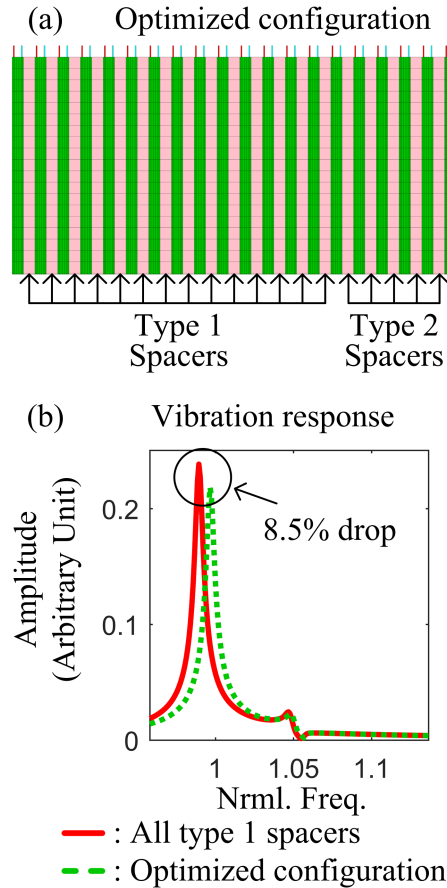 (a) Optimized configuration
Type 1 Type 2
Spacers Spacers
(b) Vibration response
Amplitude
(Arbitrary Unit)
0.2
0.1
0
8.5% drop
1 1.05 1.1
Nrml. Freq.
: All type 1 spacers
: Optimized configuration